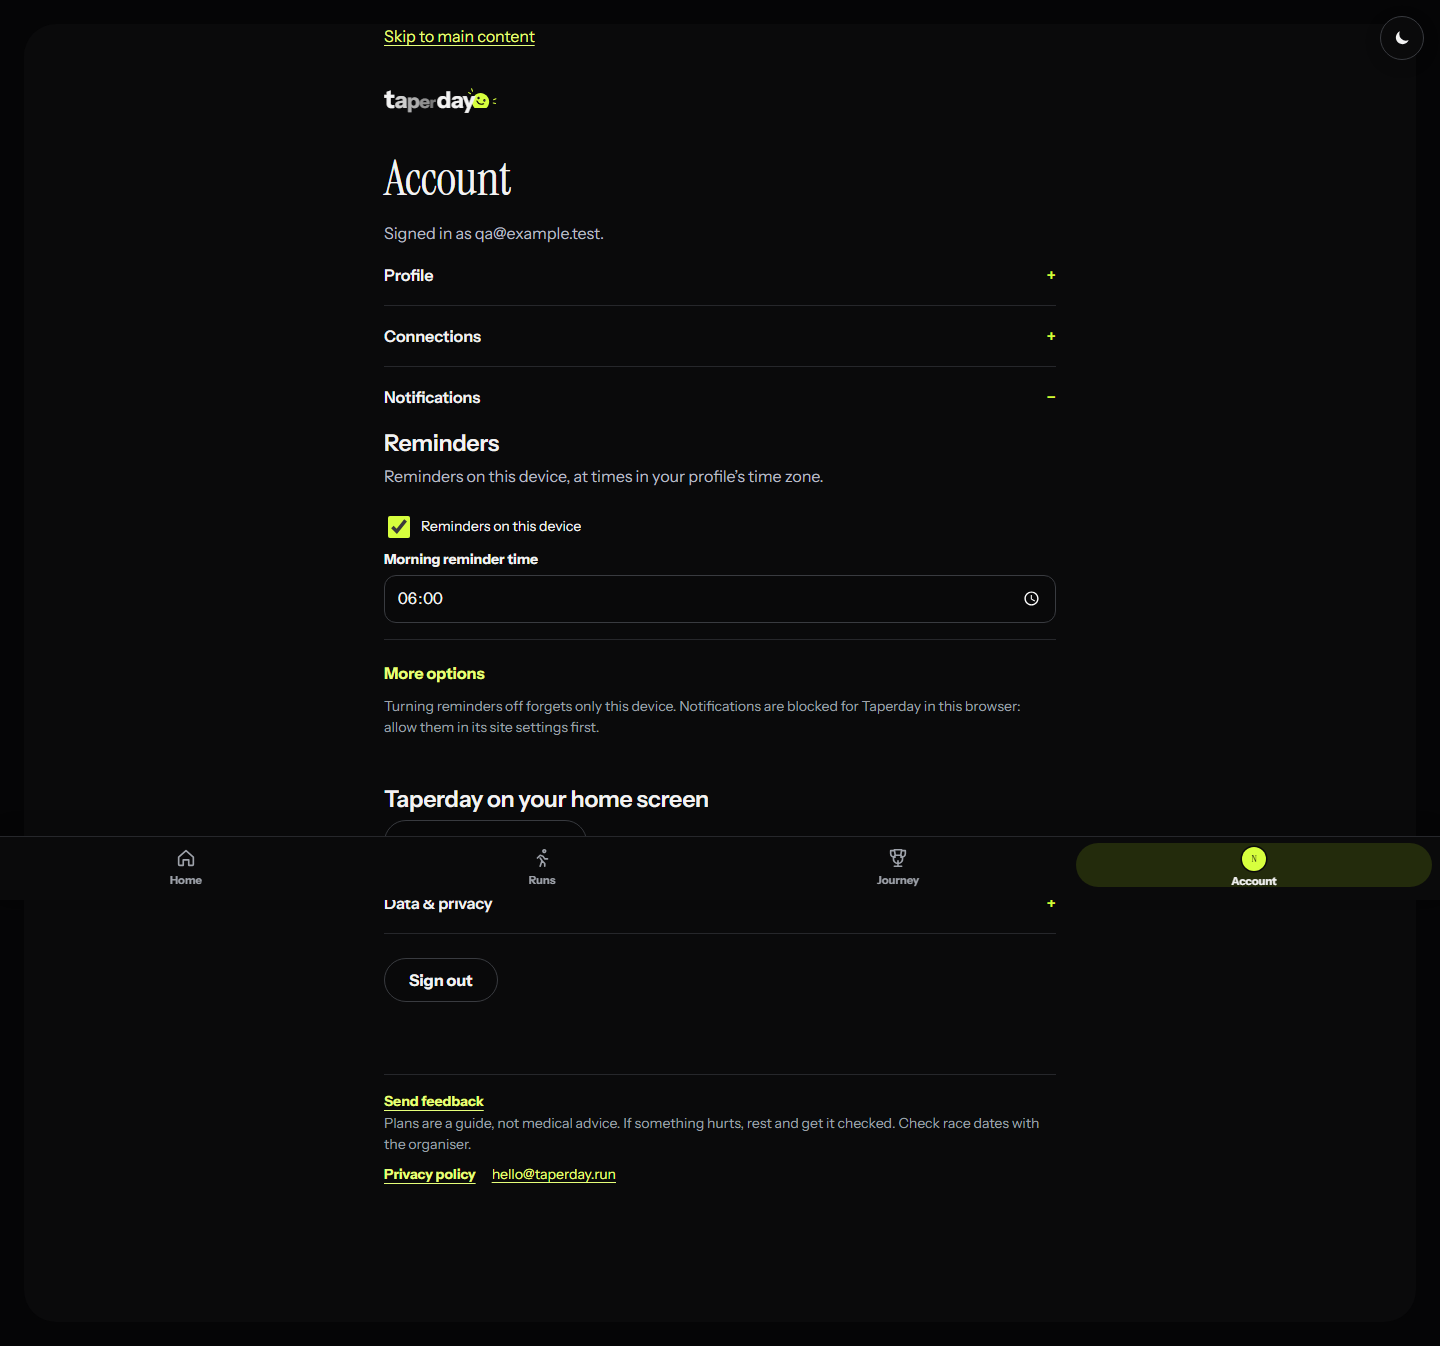 Skip to main content
taperday
Account
Signed in as qa@example.test.
Profile +
Connections +
Notifications −
Reminders
Reminders on this device, at times in your profile’s time zone.
Reminders on this device
Morning reminder time
06:00
More options
Turning reminders off forgets only this device. Notifications are blocked for Taperday in this browser:
allow them in its site settings first.
Taperday on your home screen
Home
Runs
Journey
N
Account
Data & privacy +
Sign out
Send feedback
Plans are a guide, not medical advice. If something hurts, rest and get it checked. Check race dates with
the organiser.
Privacy policy hello@taperday.run